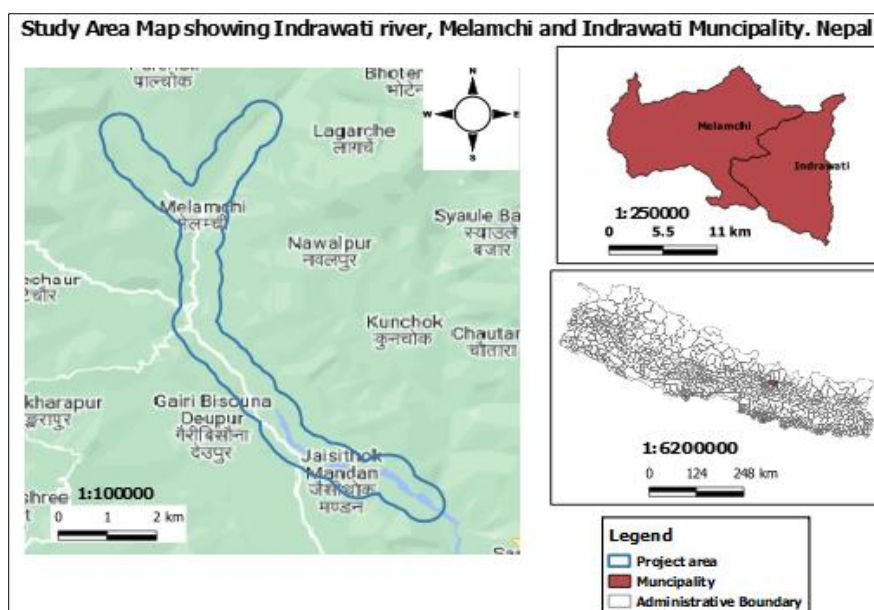 Study Area Map showing Indrawati river, Melamchi and Indrawati Muncipality. Nepal
पाल्चोक
Bhoter
भोटे
N
W
E
S
Lagarche
लागर्चे
Melamchi
मेलम्ची
Nawalpur
नवलपुर
Syaule Ba
स्याउले
बजार
echaur
Kunchok
कुनचोक
Chautar
चौतारा
kharapur
Gairi Bisouna
Deupur
गैरीबिसौना
देउपुर
Jaisithok
Mandan
जैसीथोक
मण्डन
shree
1:100000
0 1 2 km
Melamchi
Indrawati
1:250000
0 5.5 11 km
1:6200000
0 124 248 km
Legend
Project area
Muncipality
Administrative Boundary